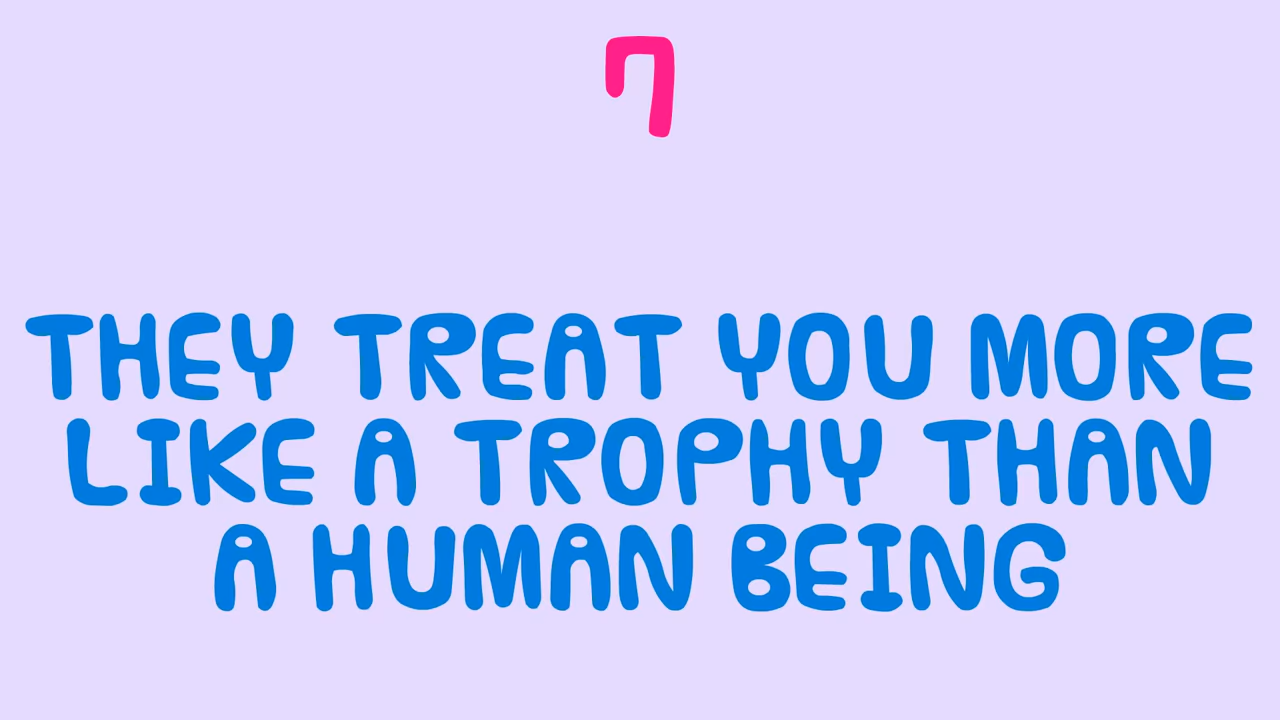 7
THEY TREAT YOU MORE
LIKE A TROPHY THAN
A HUMAN BEING